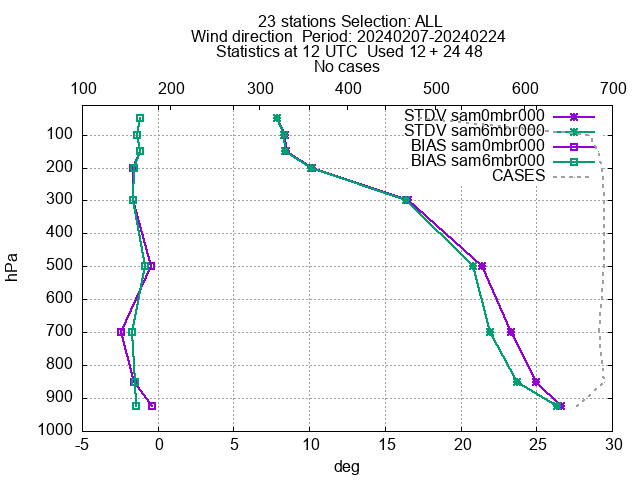 23 stations Selection: ALL
Wind direction  Period: 20240207-20240224
Statistics at 12 UTC  Used 12 + 24 48
No cases
100 200 300 400 500 600 700
STDV sam0mbr000
STDV sam6mbr000
BIAS sam0mbr000
BIAS sam6mbr000
CASES
100
200
300
400
500
600
700
800
900
1000
hPa
-5 0 5 10 15 20 25 30
deg